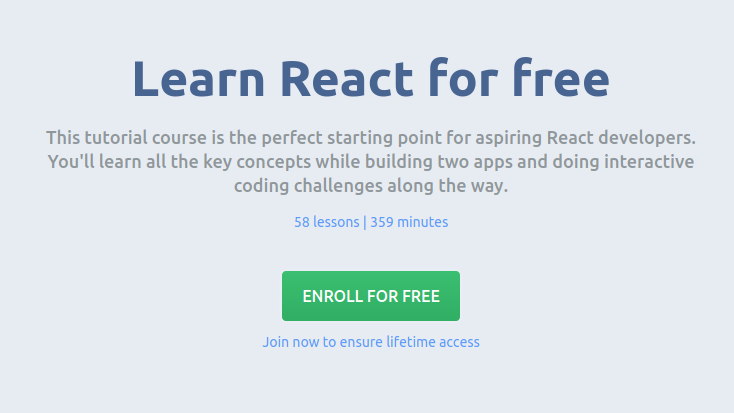 Learn React for free
This tutorial course is the perfect starting point for aspiring React developers.
You'll learn all the key concepts while building two apps and doing interactive
coding challenges along the way.
58 lessons | 359 minutes
ENROLL FOR FREE
Join now to ensure lifetime access